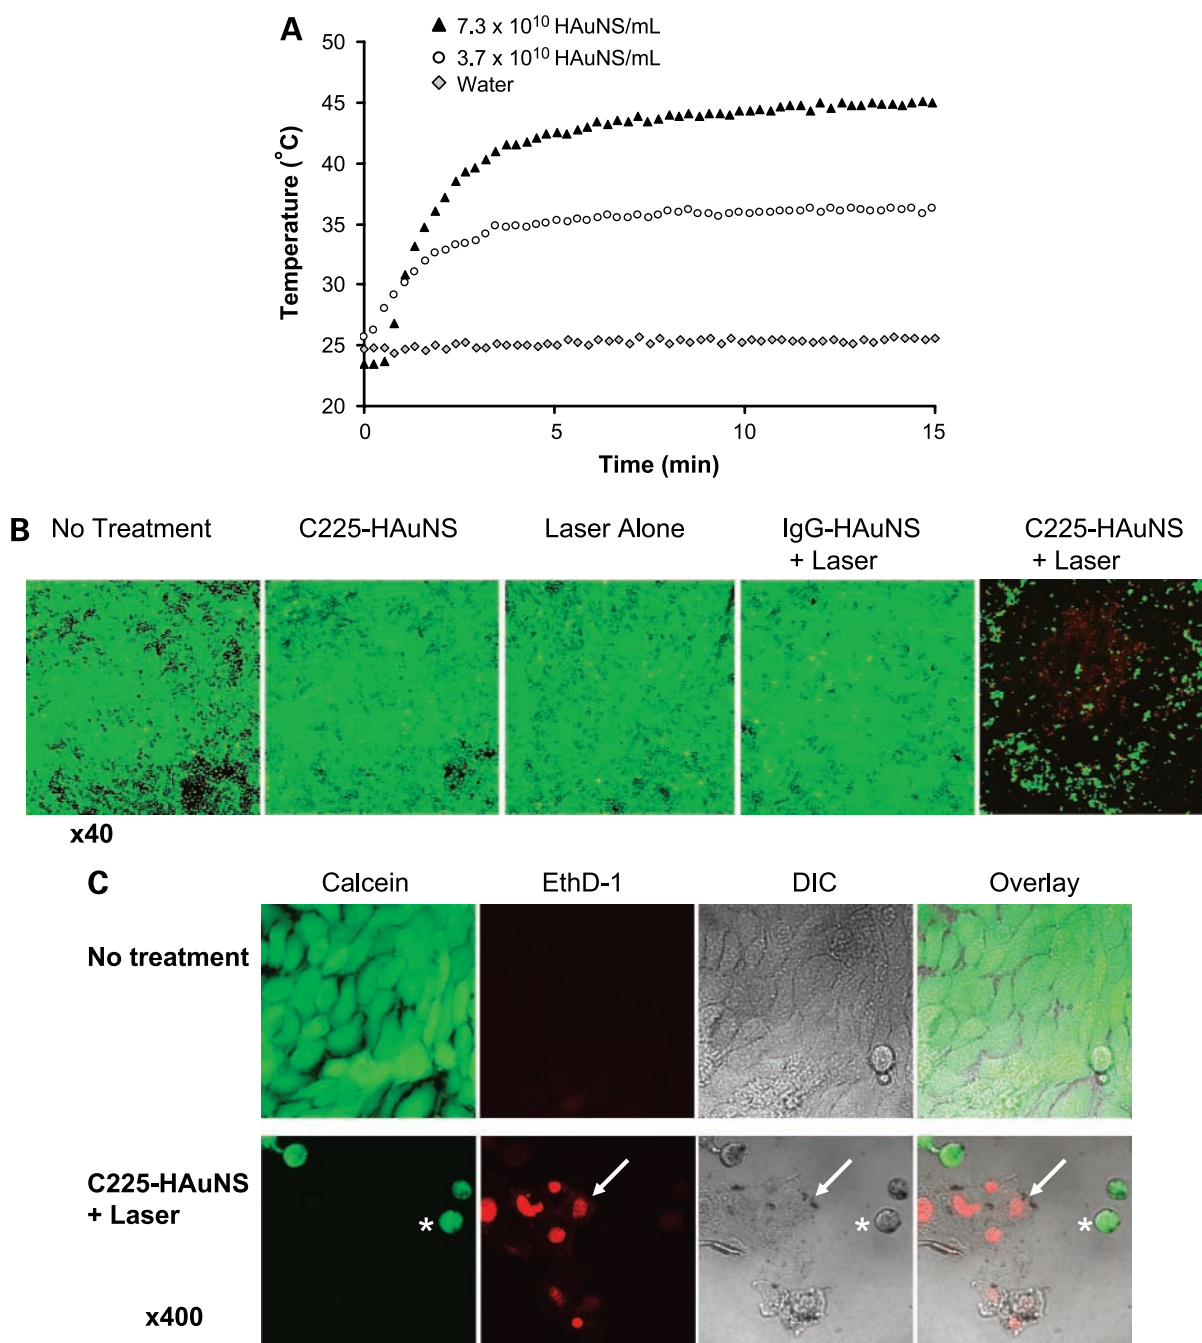 A
▲ 7.3 x 10¹⁰ HAuNS/mL
○ 3.7 x 10¹⁰ HAuNS/mL
◇ Water
50
45
40
35
30
25
20
Temperature (°C)
0 5 10 15
Time (min)
B
No Treatment
C225-HAuNS
Laser Alone
IgG-HAuNS
+ Laser
C225-HAuNS
+ Laser
x40
C
Calcein
EthD-1
DIC
Overlay
No treatment
C225-HAuNS
+ Laser
*
*
*
x400